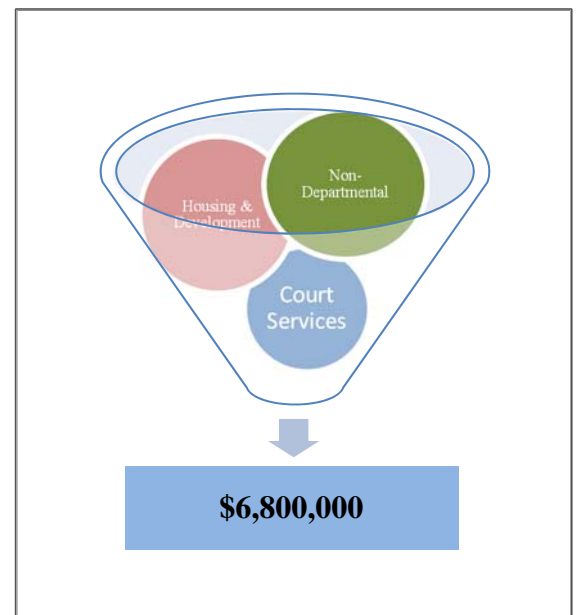 Non-
Departmental
Housing &
Development
Court
Services
$6,800,000